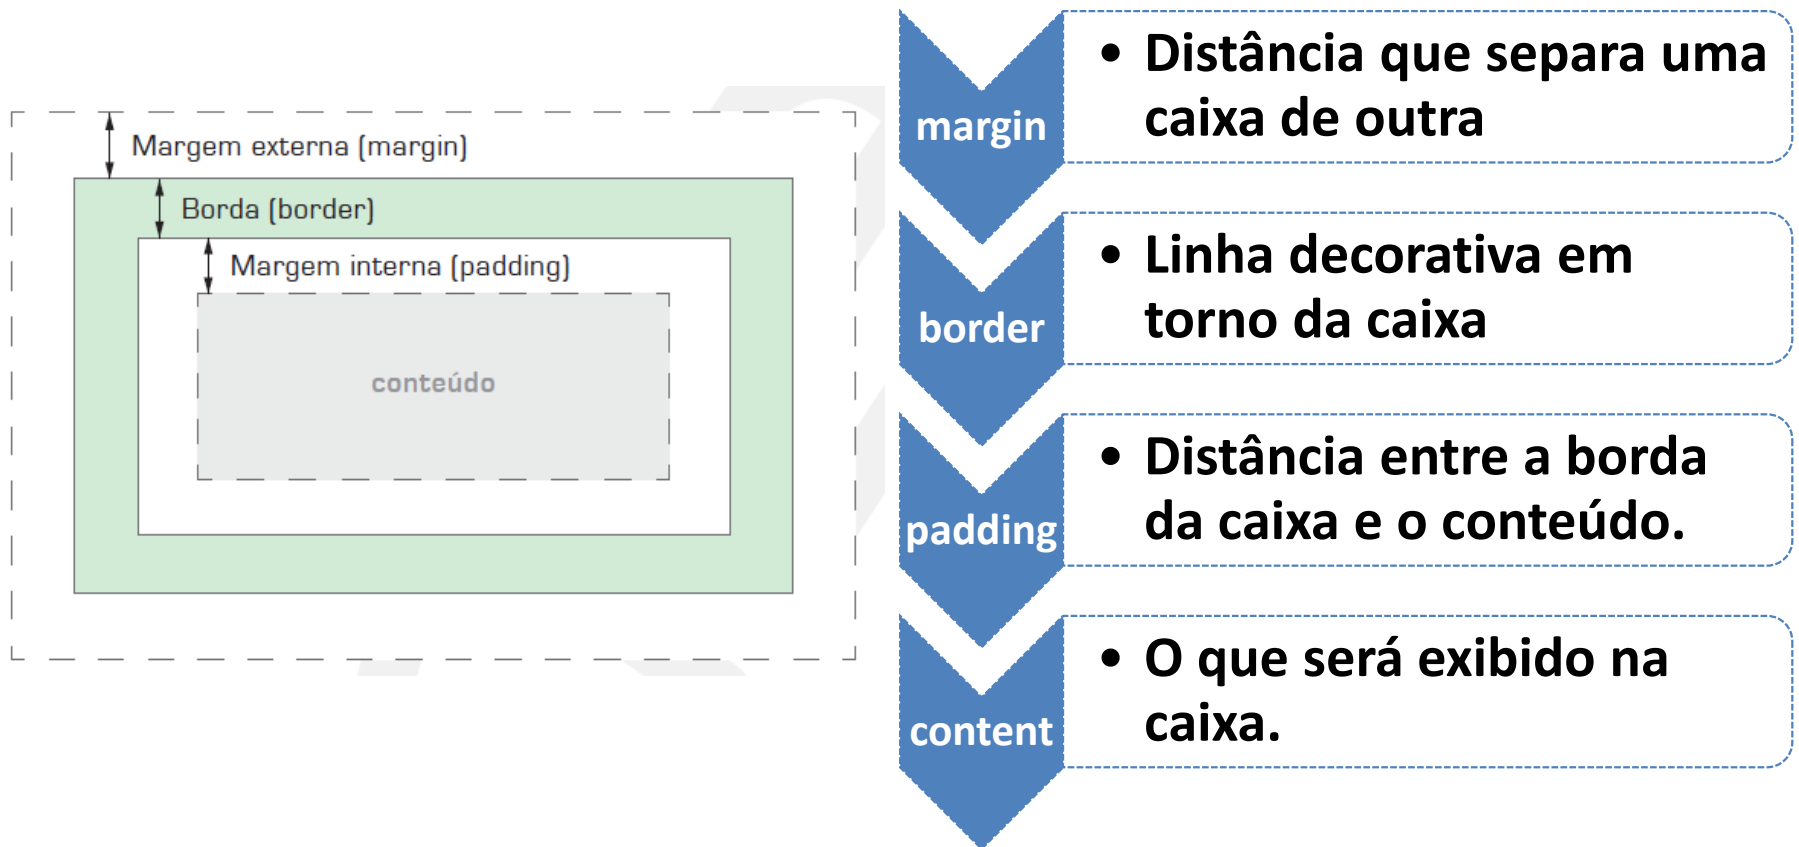 Margem externa (margin)
Borda (border)
Margem interna (padding)
conteúdo
margin
• Distância que separa uma
caixa de outra
border
• Linha decorativa em
torno da caixa
padding
• Distância entre a borda
da caixa e o conteúdo.
content
• O que será exibido na
caixa.